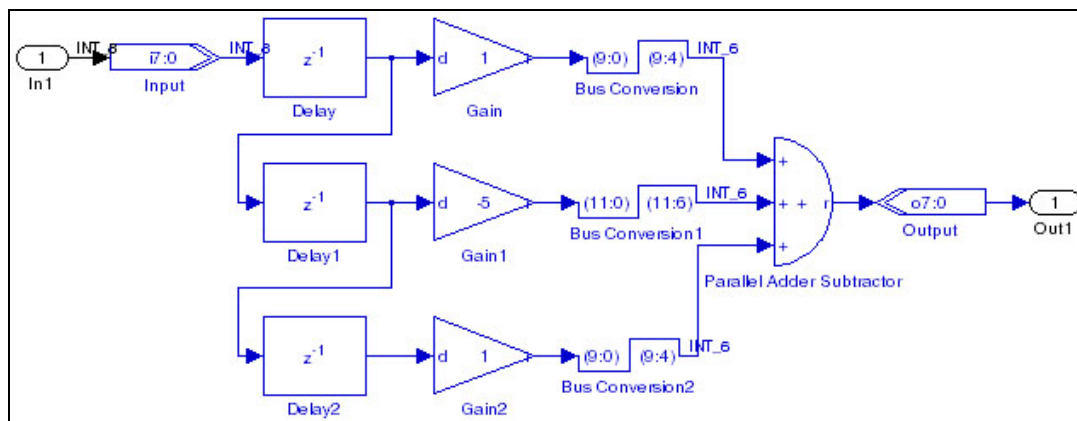 1
In1
INT_8
i7:0
Input
INT_8
z-1
Delay
d 1
Gain
(9:0) (9:4)
Bus Conversion
INT_6
z-1
Delay1
d -5
Gain1
(11:0) (11:6)
Bus Conversion1
INT_6
z-1
Delay2
d 1
Gain2
(9:0) (9:4)
Bus Conversion2
INT_6
+
+ + r
+
Parallel Adder Subtractor
o7:0
Output
1
Out1